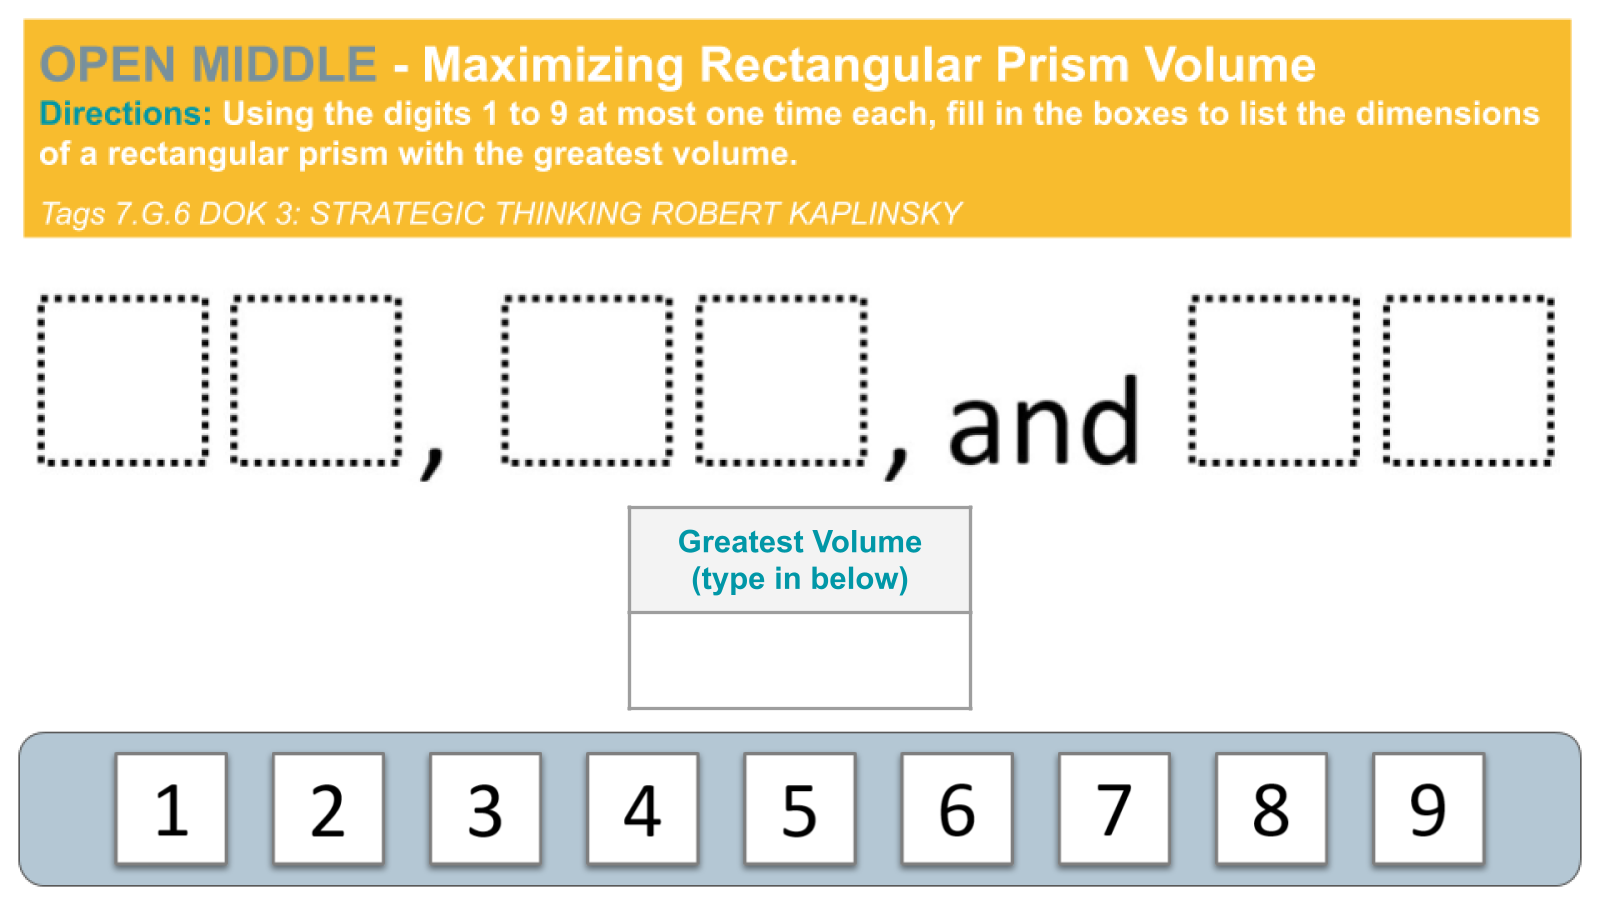 OPEN MIDDLE - Maximizing Rectangular Prism Volume
Directions: Using the digits 1 to 9 at most one time each, fill in the boxes to list the dimensions
of a rectangular prism with the greatest volume.
Tags 7.G.6 DOK 3: STRATEGIC THINKING ROBERT KAPLINSKY
, , and
Greatest Volume
(type in below)
1 2 3 4 5 6 7 8 9